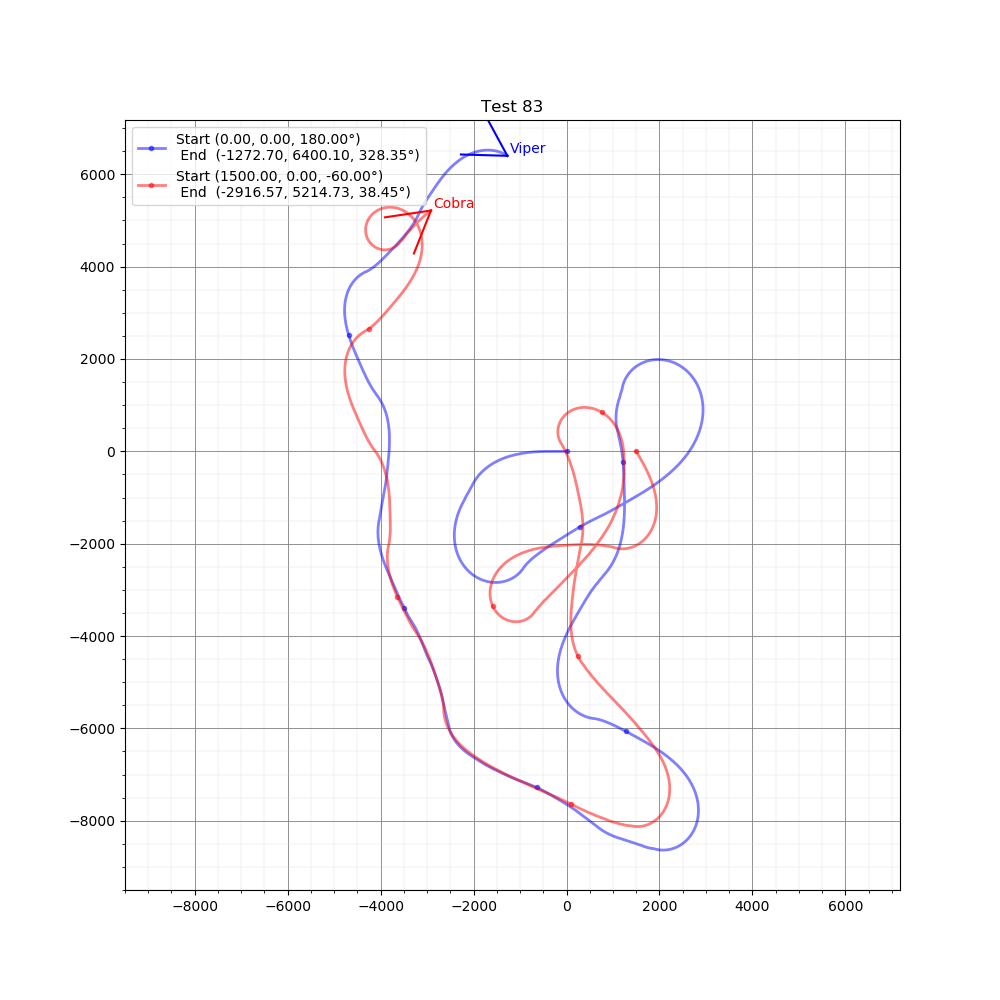 Test 83
Start (0.00, 0.00, 180.00°)
End  (-1272.70, 6400.10, 328.35°)
Start (1500.00, 0.00, -60.00°)
End  (-2916.57, 5214.73, 38.45°)
Viper
Cobra
6000
4000
2000
0
−2000
−4000
−6000
−8000
−8000 −6000 −4000 −2000 0 2000 4000 6000